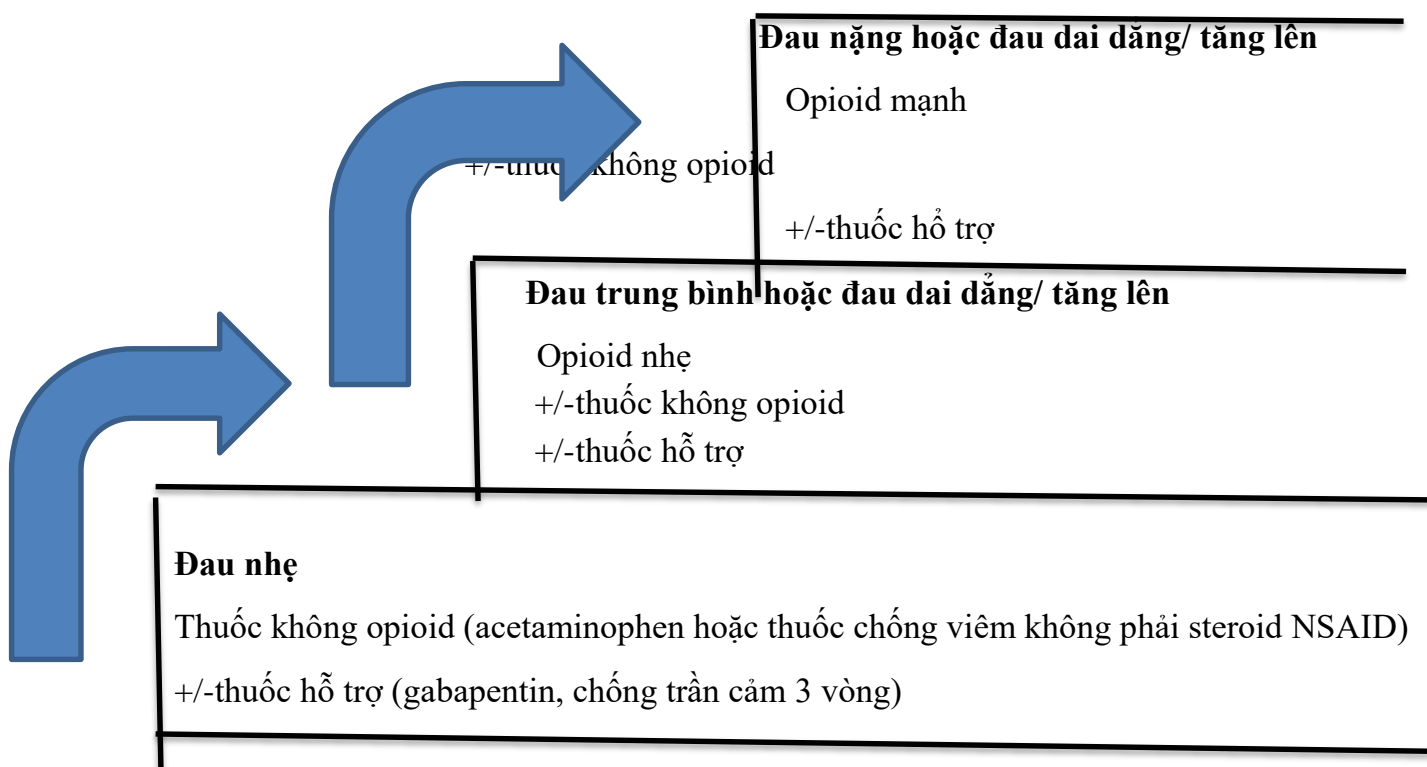 Đau nặng hoặc đau dai dẳng/ tăng lên
Opioid mạnh
+/-thuốc không opioid
+/-thuốc hổ trợ
Đau trung bình hoặc đau dai dẳng/ tăng lên
Opioid nhẹ
+/-thuốc không opioid
+/-thuốc hỗ trợ
Đau nhẹ
Thuốc không opioid (acetaminophen hoặc thuốc chống viêm không phải steroid NSAID)
+/-thuốc hỗ trợ (gabapentin, chống trần cảm 3 vòng)